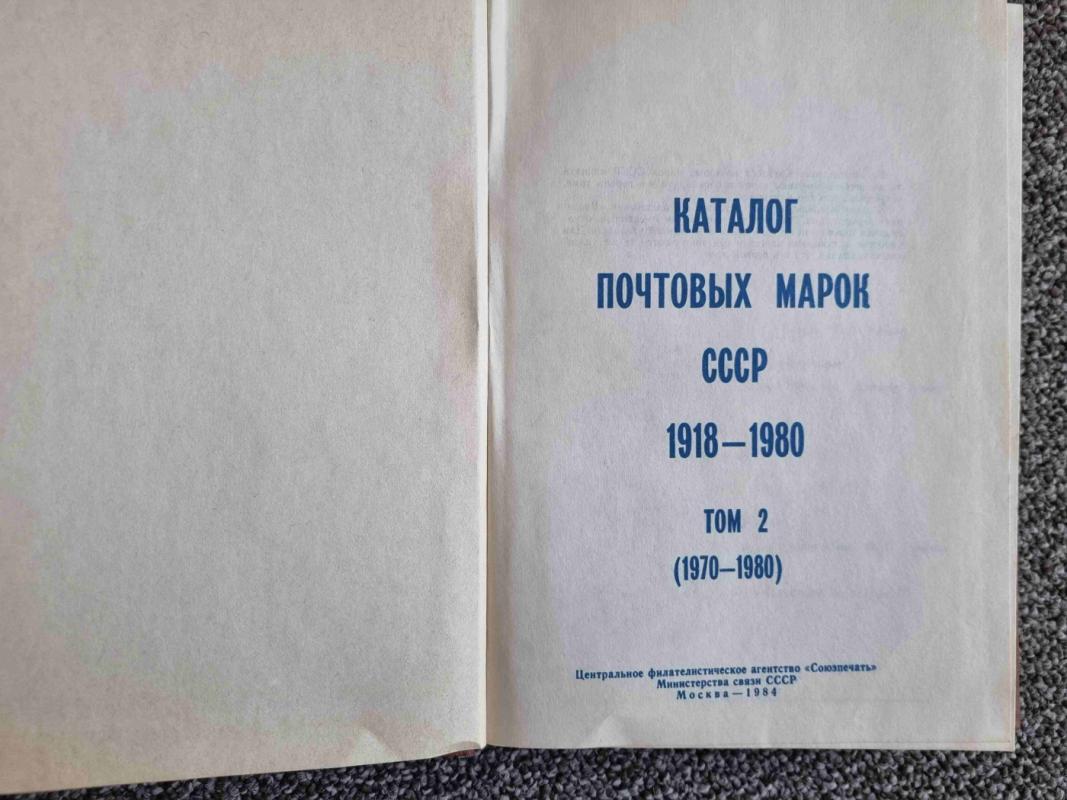 КАТАЛОГ
ПОЧТОВЫХ МАРОК
СССР
1918—1980
ТОМ 2
(1970—1980)
Центральное филателистическое агентство «Союзпечать»
Министерства связи СССР
Москва—1984